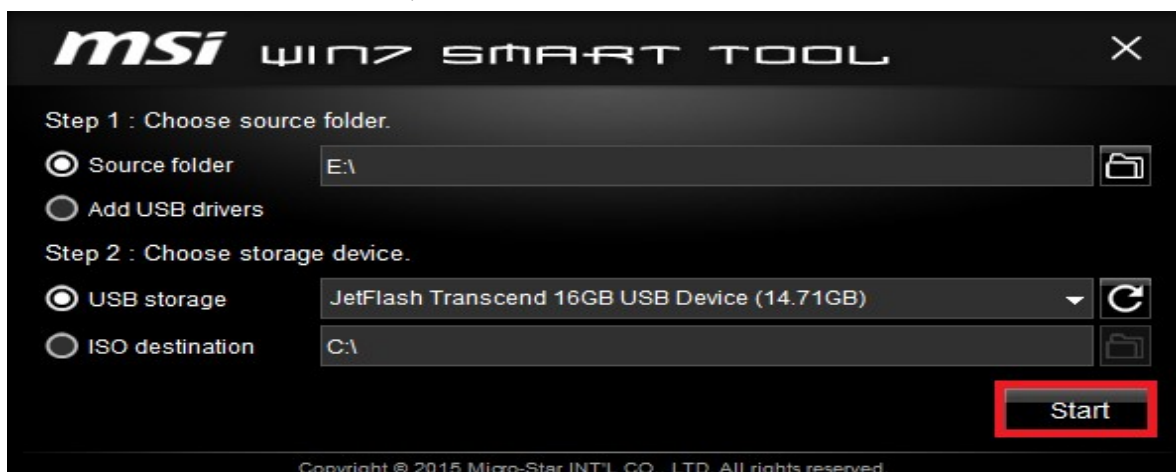 msi WIN7 SMART TOOL
Step 1 : Choose source folder.
Source folder E:\
Add USB drivers
Step 2 : Choose storage device.
USB storage JetFlash Transcend 16GB USB Device (14.71GB)
ISO destination C:\
Start
Copyright © 2015 Micro-Star INT'L CO., LTD. All rights reserved